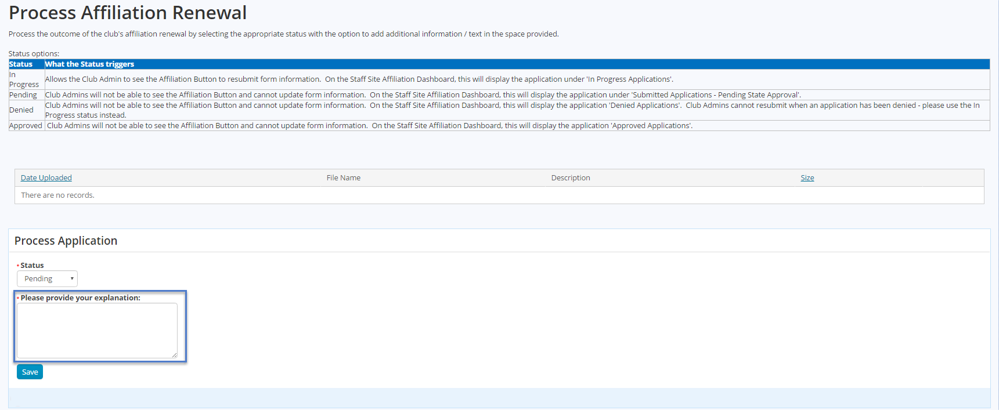 Process Affiliation Renewal
Process the outcome of the club's affiliation renewal by selecting the appropriate status with the option to add additional information / text in the space provided.
Status options:
Status What the Status triggers
In
Progress
Allows the Club Admin to see the Affiliation Button to resubmit form information. On the Staff Site Affiliation Dashboard, this will display the application under 'In Progress Applications'.
Pending Club Admins will not be able to see the Affiliation Button and cannot update form information. On the Staff Site Affiliation Dashboard, this will display the application under 'Submitted Applications - Pending State Approval'.
Denied
Club Admins will not be able to see the Affiliation Button and cannot update form information. On the Staff Site Affiliation Dashboard, this will display the application 'Denied Applications'. Club Admins cannot resubmit when an application has been denied - please use the In
Progress status instead.
Approved Club Admins will not be able to see the Affiliation Button and cannot update form information. On the Staff Site Affiliation Dashboard, this will display the application 'Approved Applications'.
Date Uploaded File Name Description Size
There are no records.
Process Application
• Status
Pending
• Please provide your explanation:
Save